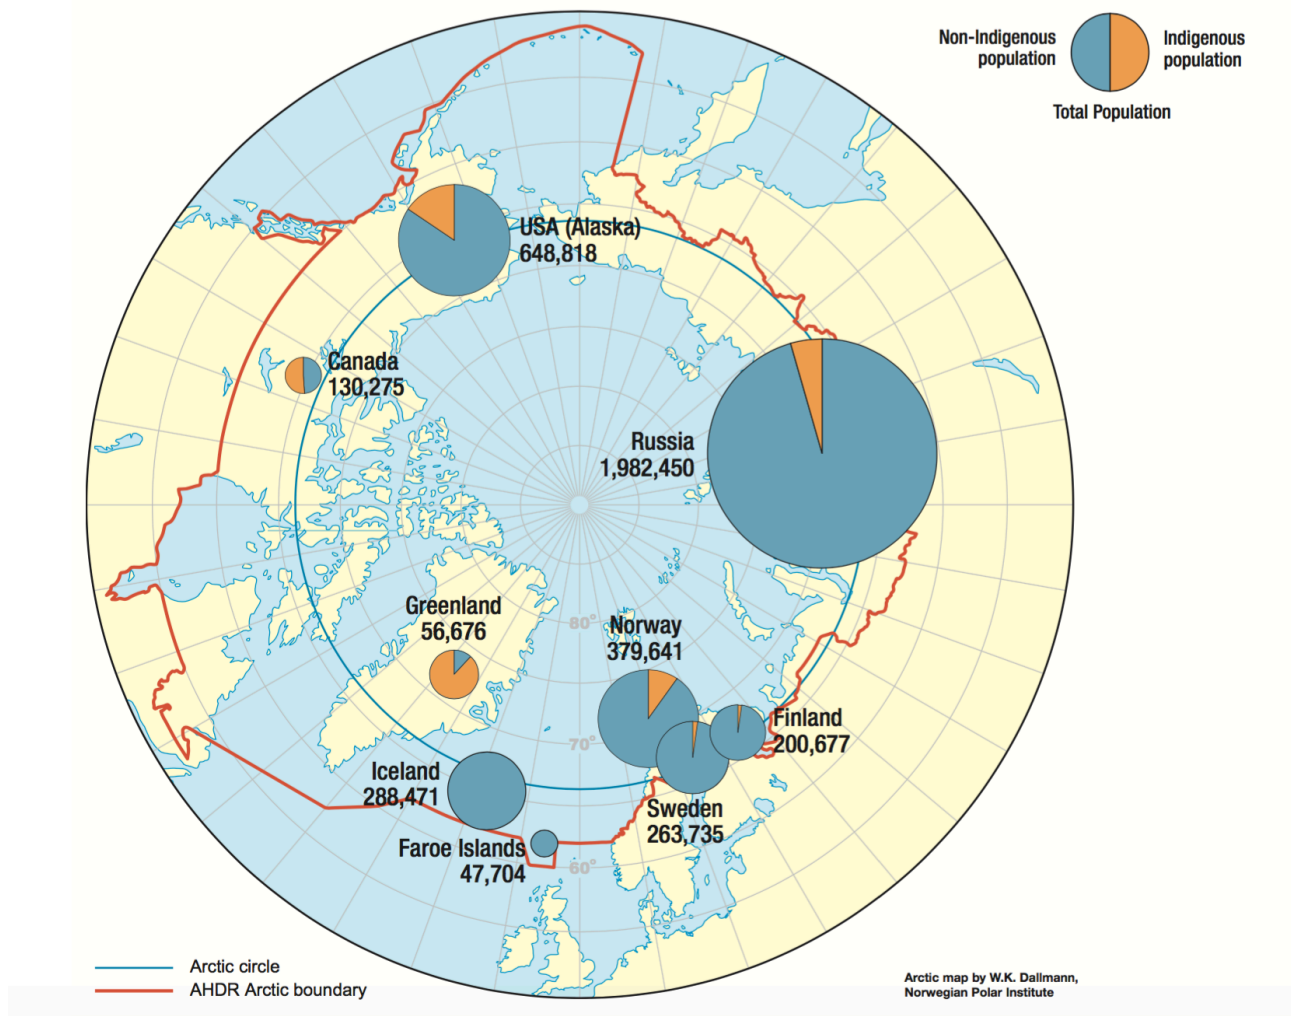 Non-Indigenous
population
Indigenous
population
Total Population
USA (Alaska)
648,818
Canada
130,275
Russia
1,982,450
Greenland
56,676
80°
Norway
379,641
Finland
200,677
70°
Iceland
288,471
Sweden
263,735
Faroe Islands
47,704
60°
Arctic circle
AHDR Arctic boundary
Arctic map by W.K. Dallmann,
Norwegian Polar Institute